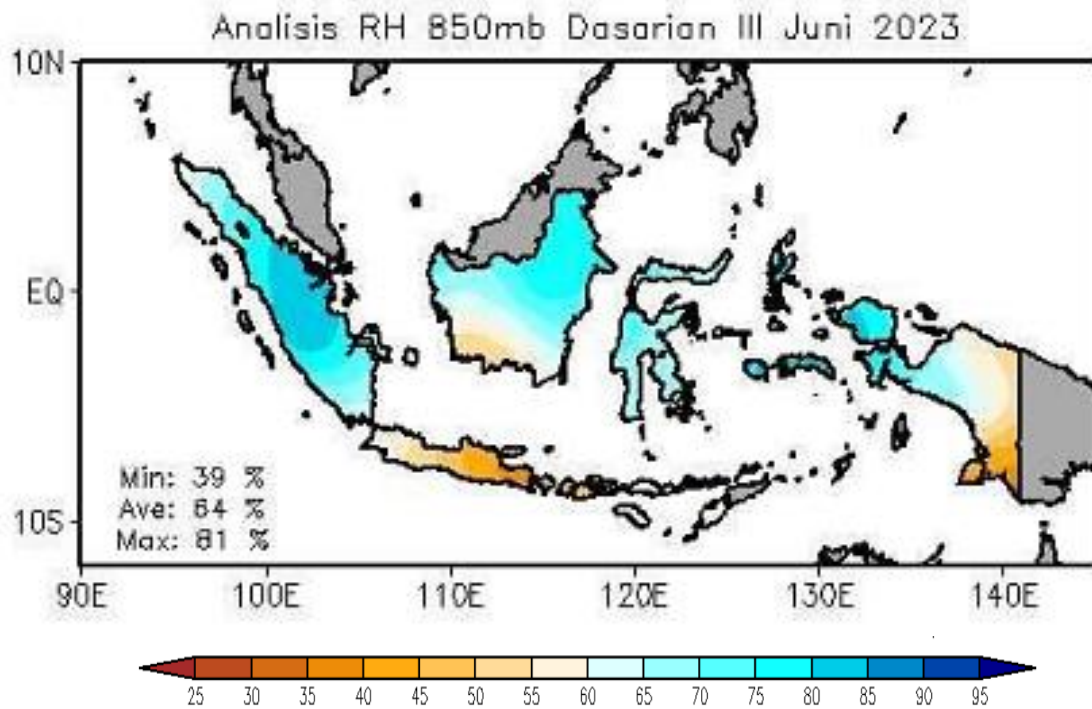 Analisis RH 850mb Dasarian III Juni 2023
10N
EQ
10S
Min: 39 %
Ave: 64 %
Max: 81 %
90E 100E 110E 120E 130E 140E
25 30 35 40 45 50 55 60 65 70 75 80 85 90 95